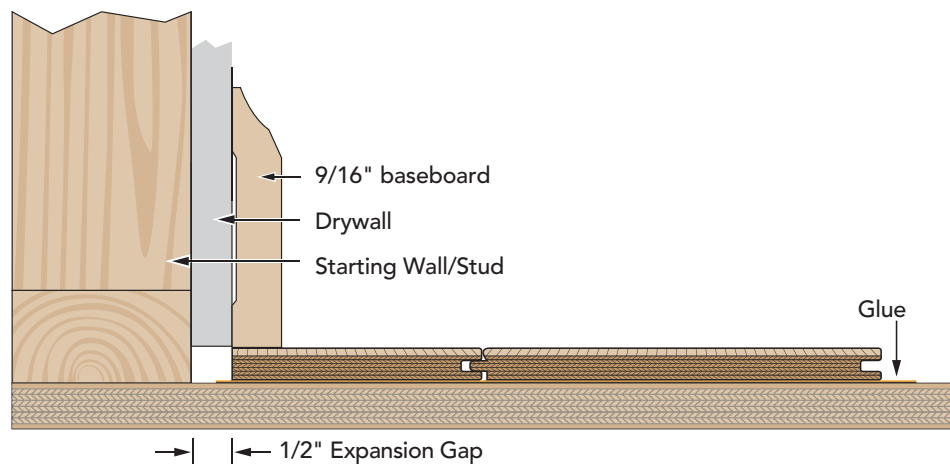 9/16" baseboard
Drywall
Starting Wall/Stud
Glue
1/2" Expansion Gap